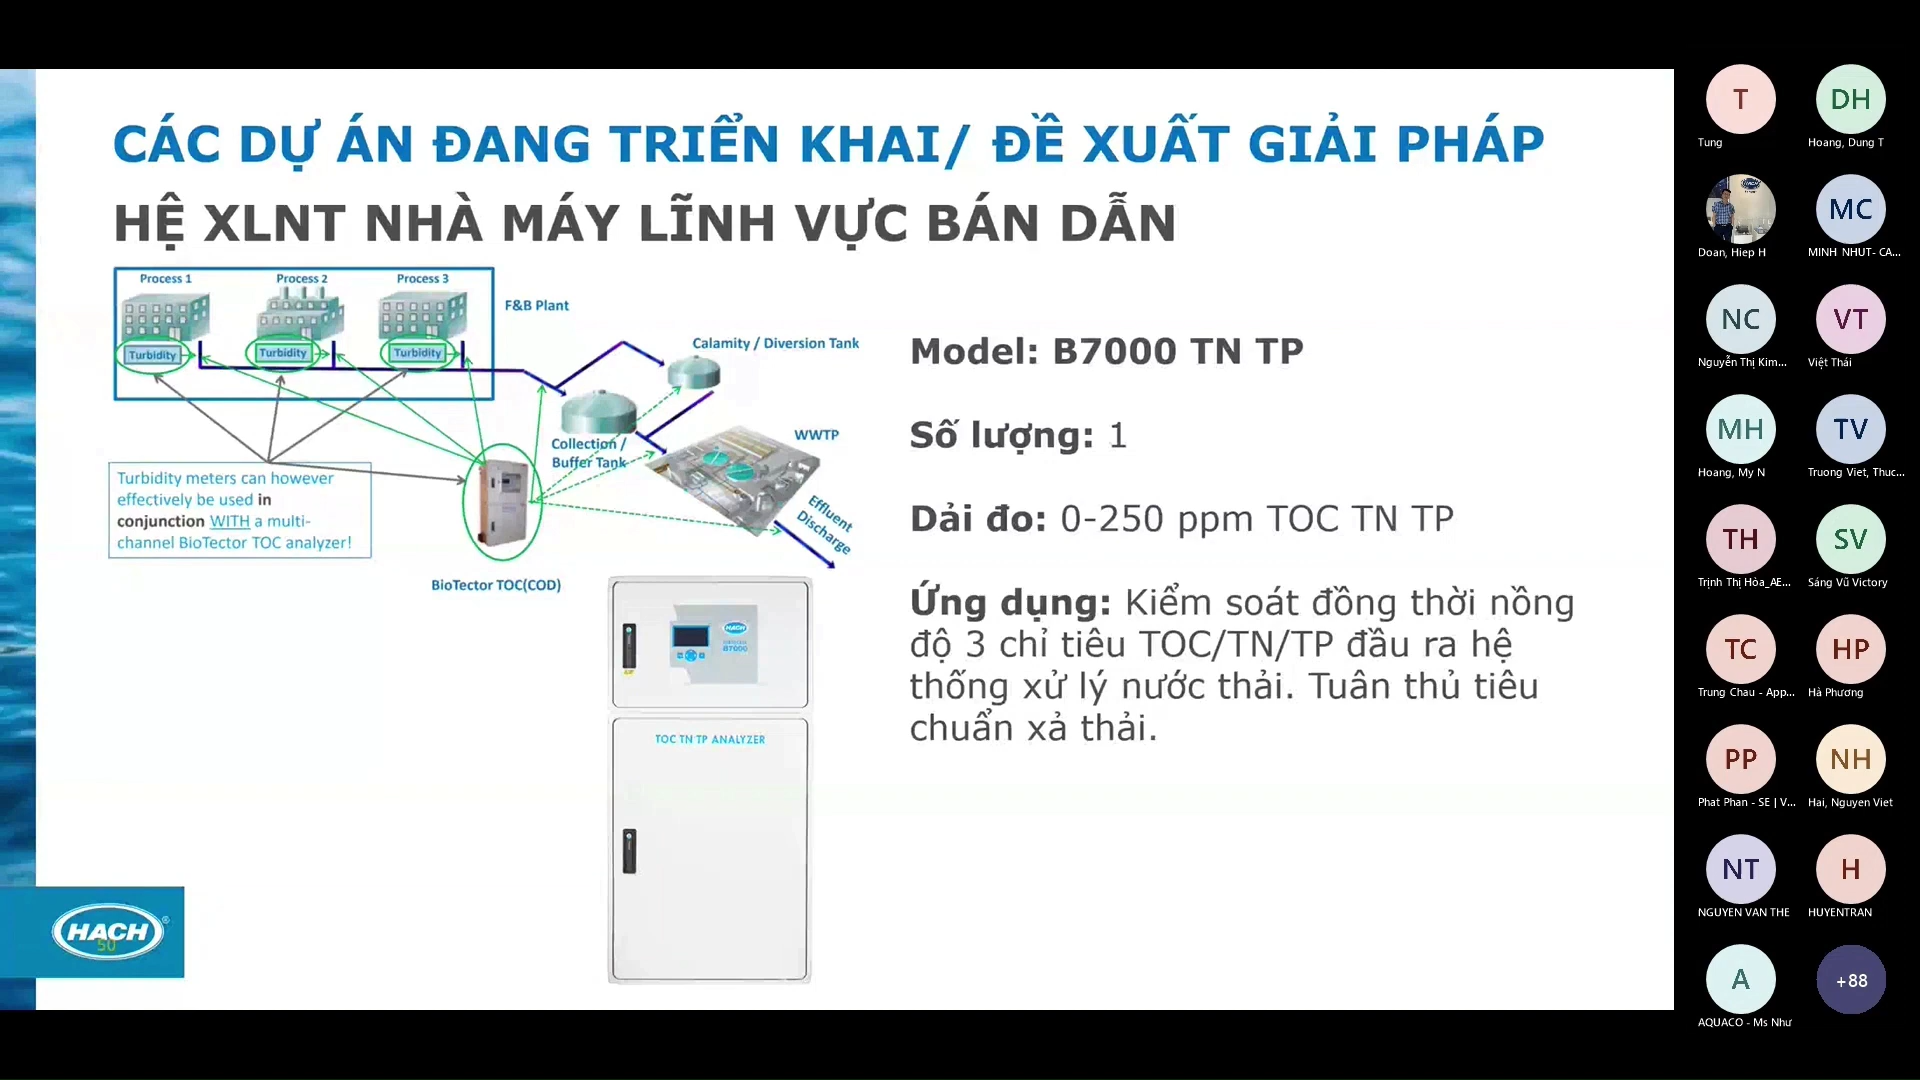 CÁC DỰ ÁN ĐANG TRIỂN KHAI/ ĐỀ XUẤT GIẢI PHÁP
HỆ XLNT NHÀ MÁY LĨNH VỰC BÁN DẪN
Process 1
Process 2
Process 3
F&B Plant
Turbidity
Turbidity
Turbidity
Calamity / Diversion Tank
Collection /
Buffer Tank
WWTP
Effluent
Discharge
Turbidity meters can however
effectively be used in
conjunction WITH a multi-
channel BioTector TOC analyzer!
BioTector TOC(COD)
HACH
B7000
TOC TN TP ANALYZER
Model: B7000 TN TP
Số lượng: 1
Dải đo: 0-250 ppm TOC TN TP
Ứng dụng: Kiểm soát đồng thời nồng
độ 3 chỉ tiêu TOC/TN/TP đầu ra hệ
thống xử lý nước thải. Tuân thủ tiêu
chuẩn xả thải.
HACH®
50
T
Tung
DH
Hoang, Dung T
Doan, Hiep H
MC
MINH NHUT- CA...
NC
Nguyễn Thị Kim...
VT
Việt Thái
MH
Hoang, My N
TV
Truong Viet, Thuc...
TH
Trịnh Thị Hòa_AE...
SV
Sáng Vũ Victory
TC
Trung Chau - App...
HP
Hà Phương
PP
Phat Phan - SE | V...
NH
Hai, Nguyen Viet
NT
NGUYEN VAN THE
H
HUYENTRAN
A
AQUACO - Ms Như
+88